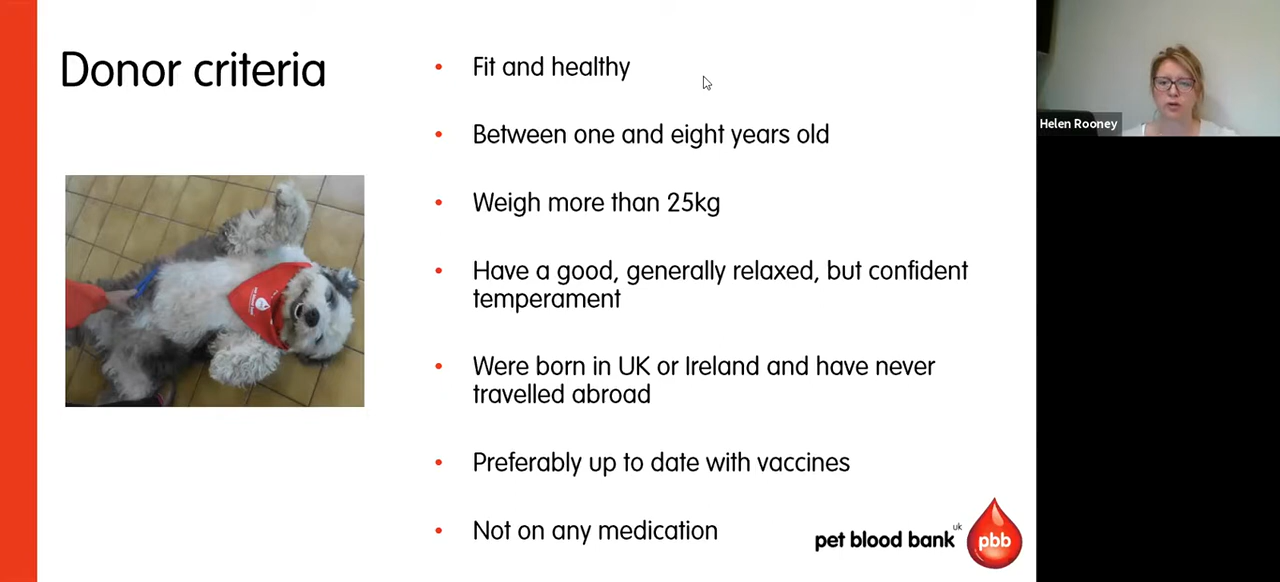 Donor criteria
• Fit and healthy
• Between one and eight years old
• Weigh more than 25kg
• Have a good, generally relaxed, but confident
temperament
• Were born in UK or Ireland and have never
travelled abroad
• Preferably up to date with vaccines
• Not on any medication
pet blood bank uk
pbb
Helen Rooney